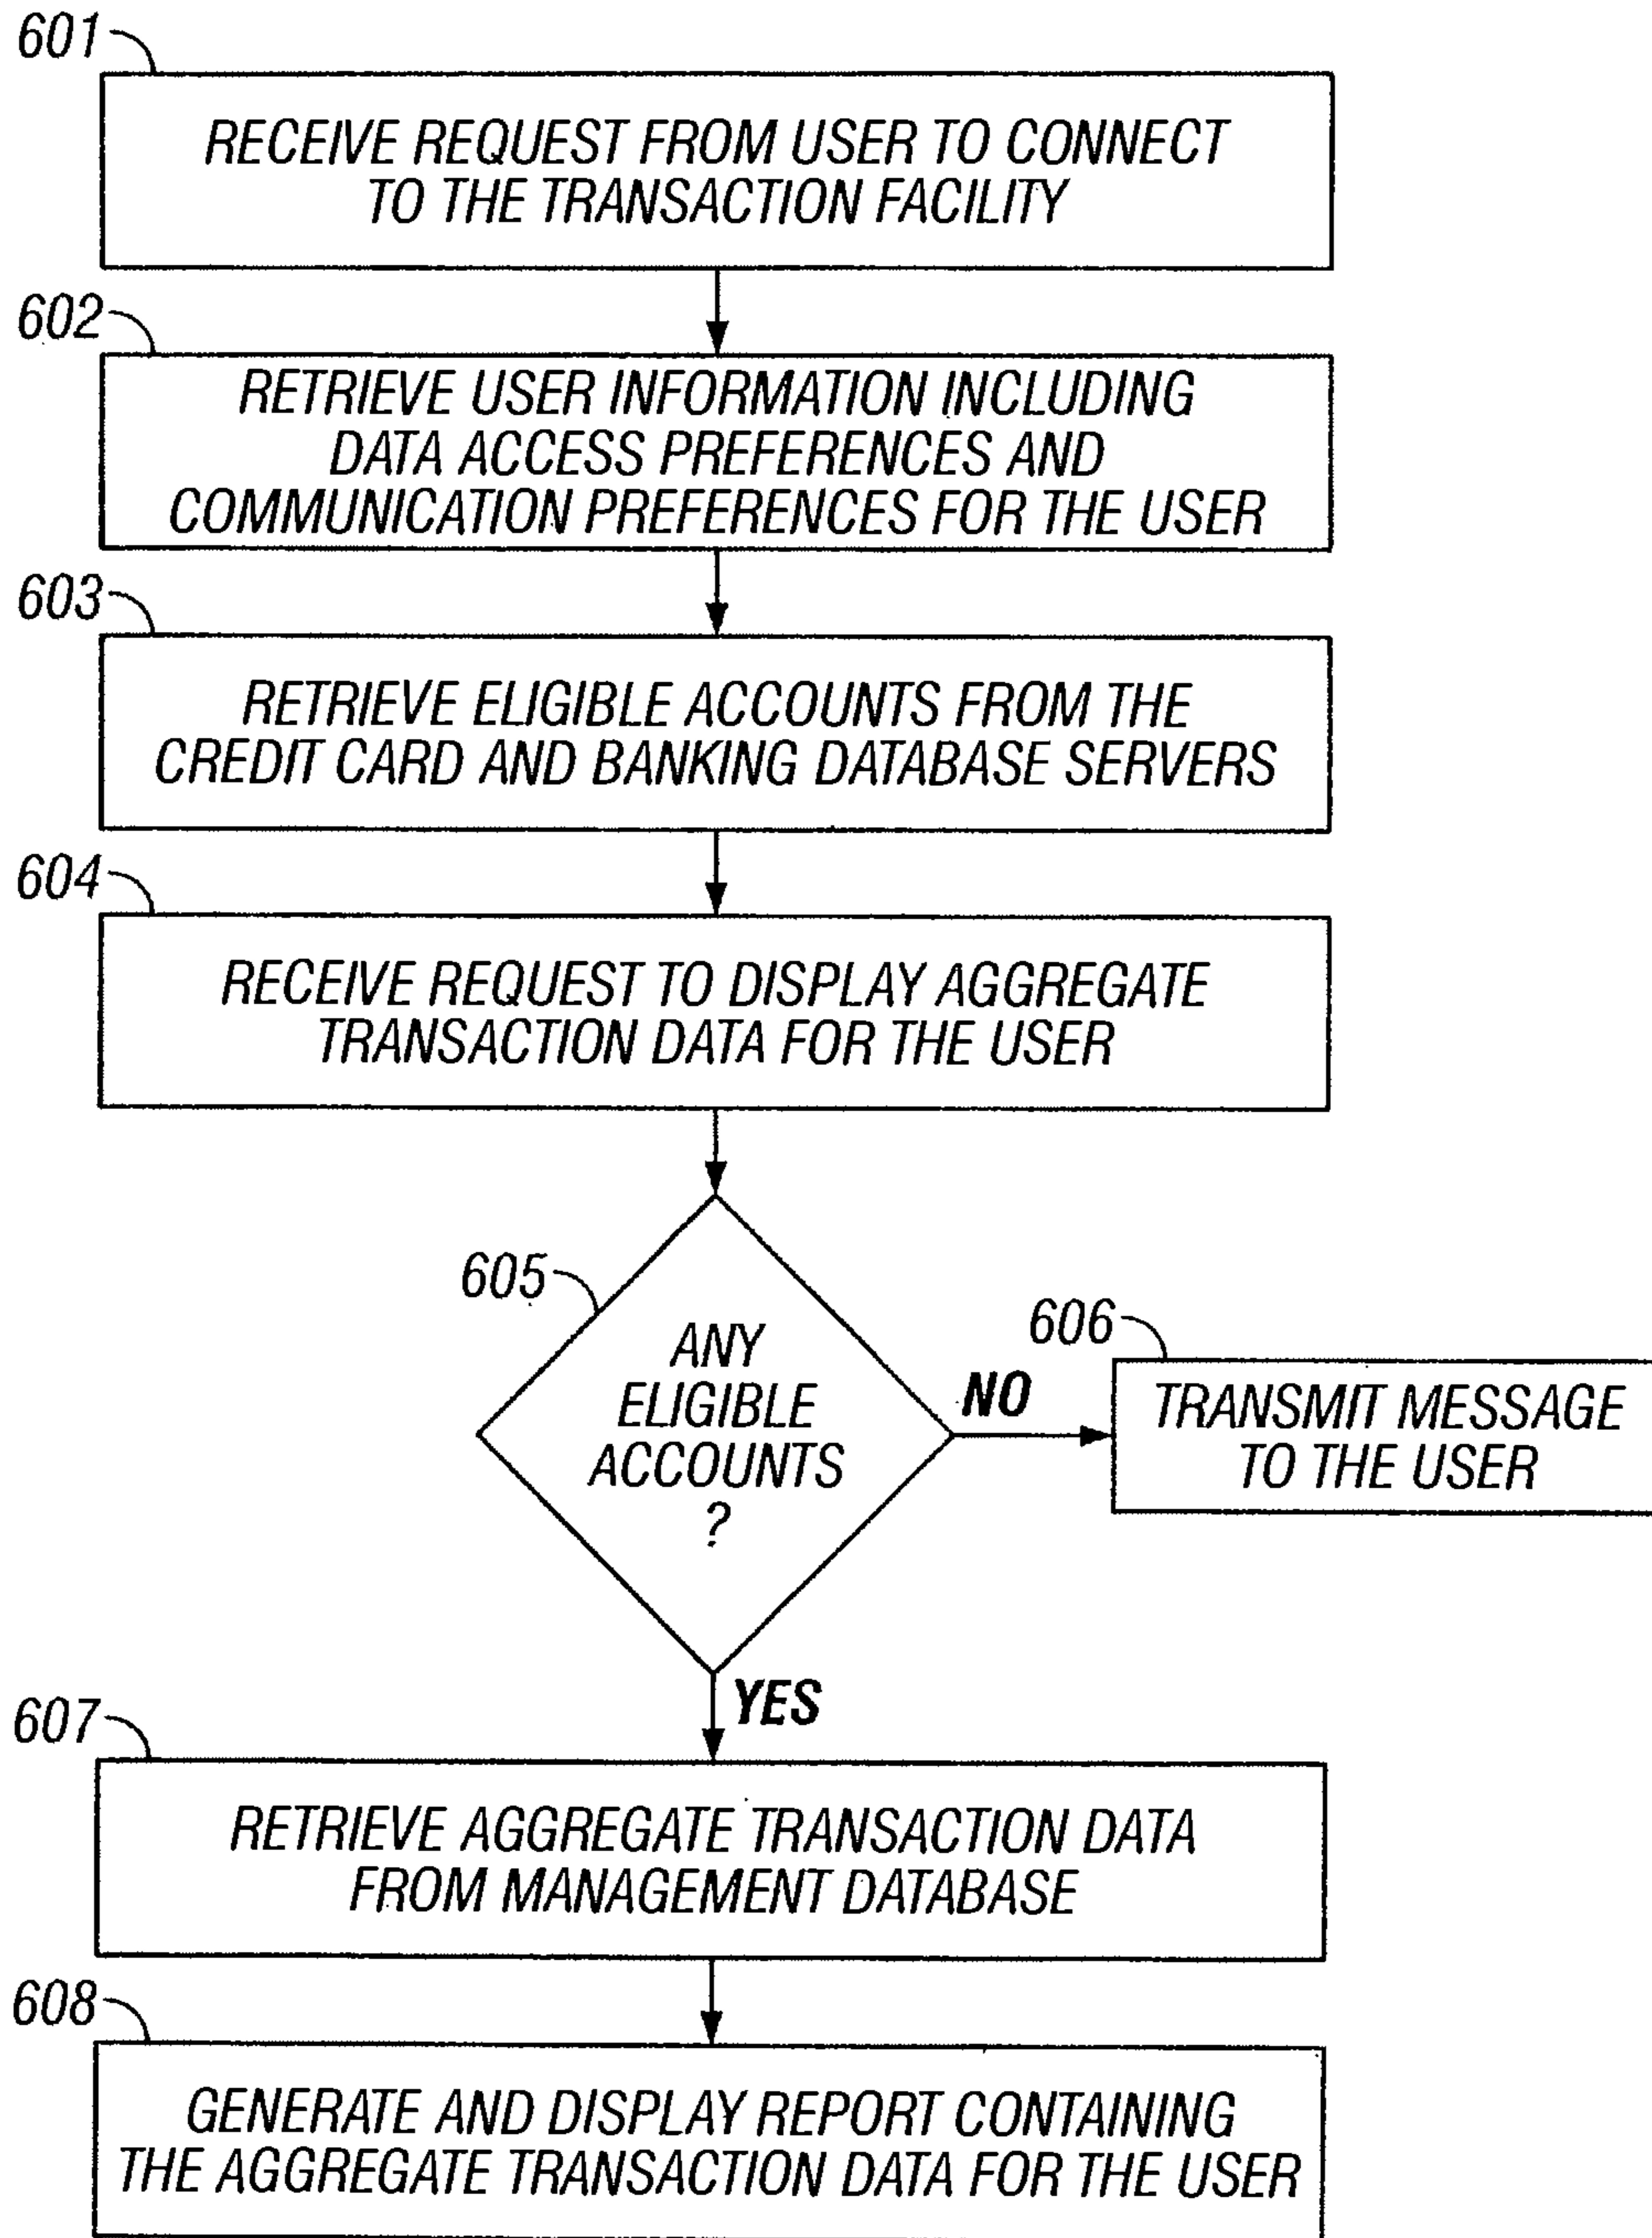 601
RECEIVE REQUEST FROM USER TO CONNECT
TO THE TRANSACTION FACILITY
602
RETRIEVE USER INFORMATION INCLUDING
DATA ACCESS PREFERENCES AND
COMMUNICATION PREFERENCES FOR THE USER
603
RETRIEVE ELIGIBLE ACCOUNTS FROM THE
CREDIT CARD AND BANKING DATABASE SERVERS
604
RECEIVE REQUEST TO DISPLAY AGGREGATE
TRANSACTION DATA FOR THE USER
605
ANY
ELIGIBLE
ACCOUNTS
?
NO
606
TRANSMIT MESSAGE
TO THE USER
YES
607
RETRIEVE AGGREGATE TRANSACTION DATA
FROM MANAGEMENT DATABASE
608
GENERATE AND DISPLAY REPORT CONTAINING
THE AGGREGATE TRANSACTION DATA FOR THE USER